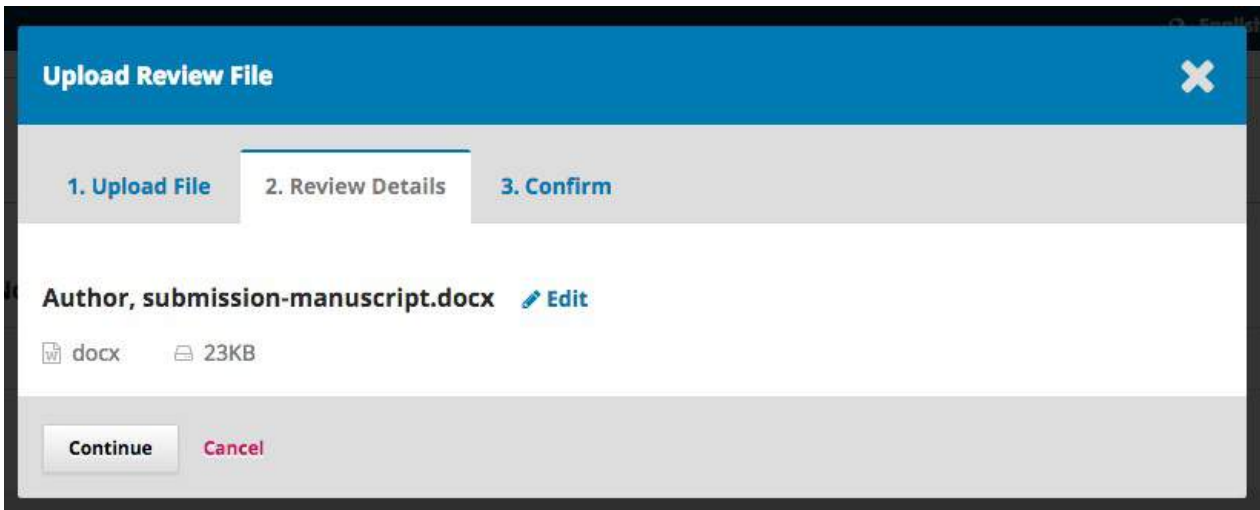 English
Upload Review File
1. Upload File
2. Review Details
3. Confirm
Author, submission-manuscript.docx
Edit
docx
23KB
Continue
Cancel